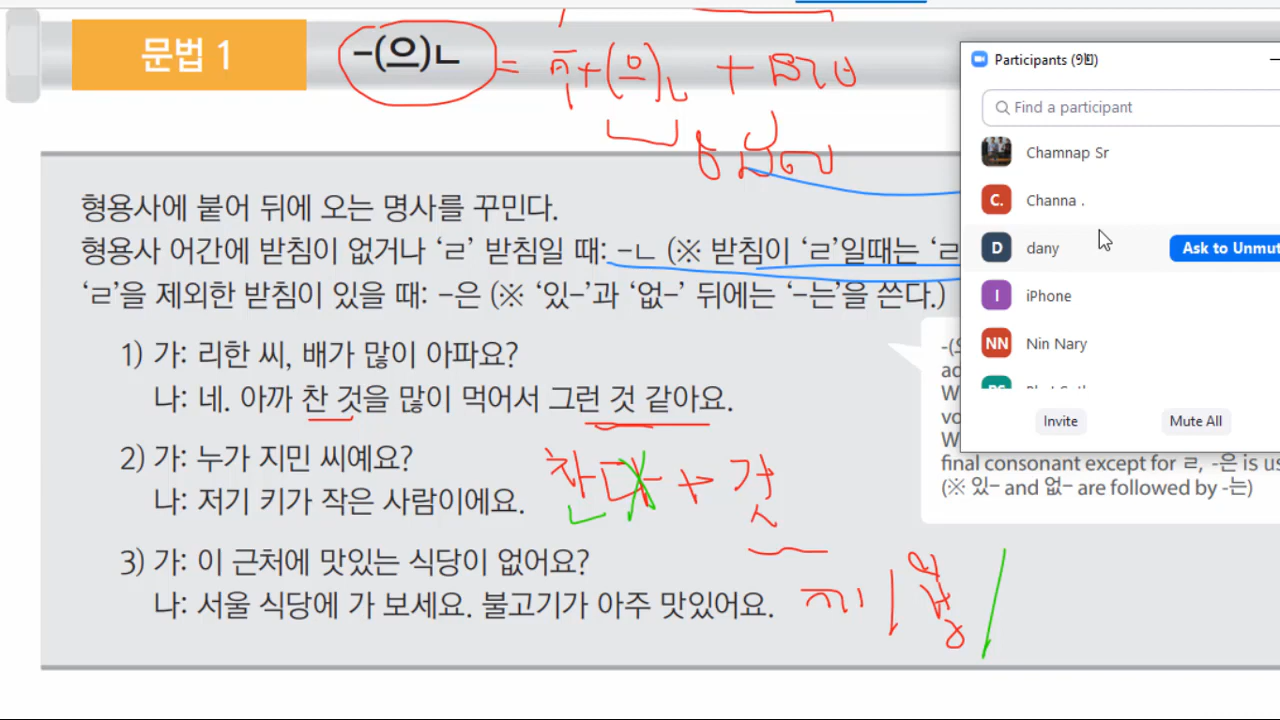 문법 1
-(으)ㄴ
형용사에 붙어 뒤에 오는 명사를 꾸민다.
형용사 어간에 받침이 없거나 'ㄹ' 받침일 때: -ㄴ (※ 받침이 'ㄹ'일때는 'ㄹ
'ㄹ'을 제외한 받침이 있을 때: -은 (※ '있-'과 '없-' 뒤에는 '-는'을 쓴다.)
1) 가: 리한 씨, 배가 많이 아파요?
나: 네. 아까 찬 것을 많이 먹어서 그런 것 같아요.
2) 가: 누가 지민 씨예요?
나: 저기 키가 작은 사람이에요.
차다 + 것
3) 가: 이 근처에 맛있는 식당이 없어요?
나: 서울 식당에 가 보세요. 불고기가 아주 맛있어요.
final consonant except for ㄹ, -은 is us
(※ 있- and 없- are followed by -는)
Participants (9명)
Find a participant
Chamnap Sr
C. Channa .
D dany
Ask to Unmut
I iPhone
NN Nin Nary
Invite Mute All